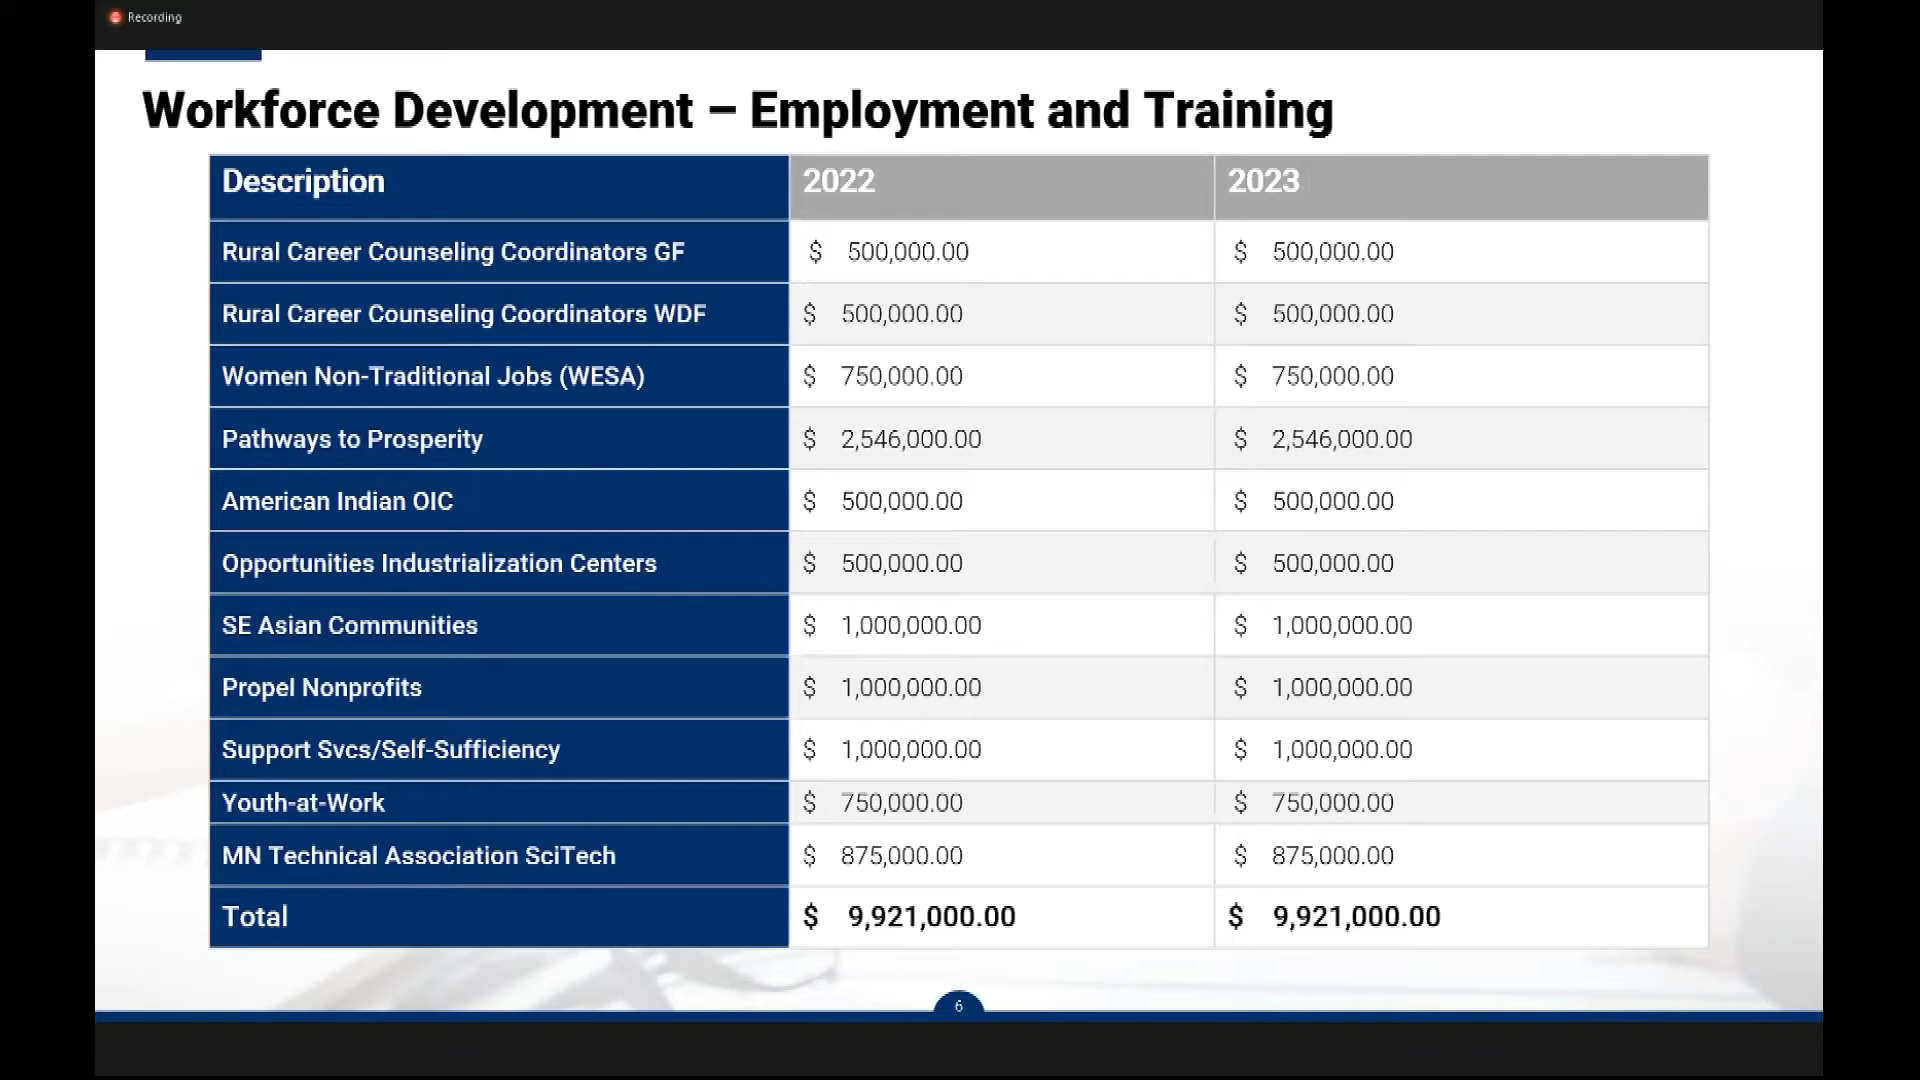 Recording
Workforce Development – Employment and Training
Description 2022 2023
Rural Career Counseling Coordinators GF $ 500,000.00 $ 500,000.00
Rural Career Counseling Coordinators WDF $ 500,000.00 $ 500,000.00
Women Non-Traditional Jobs (WESA) $ 750,000.00 $ 750,000.00
Pathways to Prosperity $ 2,546,000.00 $ 2,546,000.00
American Indian OIC $ 500,000.00 $ 500,000.00
Opportunities Industrialization Centers $ 500,000.00 $ 500,000.00
SE Asian Communities $ 1,000,000.00 $ 1,000,000.00
Propel Nonprofits $ 1,000,000.00 $ 1,000,000.00
Support Svcs/Self-Sufficiency $ 1,000,000.00 $ 1,000,000.00
Youth-at-Work $ 750,000.00 $ 750,000.00
MN Technical Association SciTech $ 875,000.00 $ 875,000.00
Total $ 9,921,000.00 $ 9,921,000.00
6